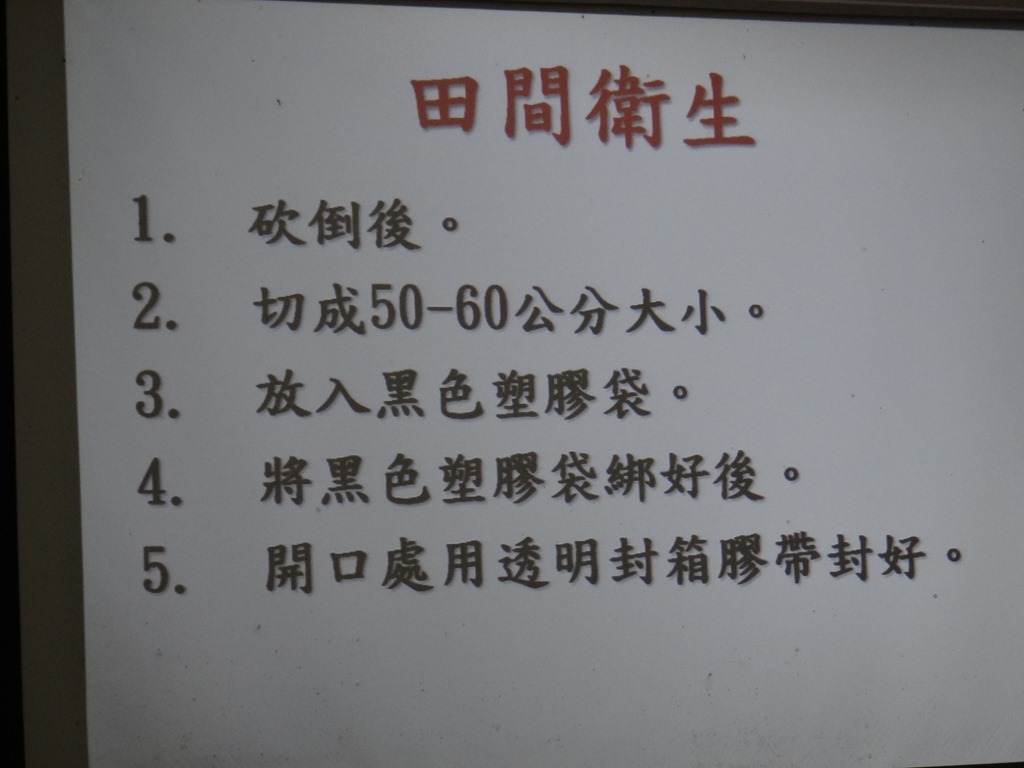 田間衛生
1. 砍倒後。
2. 切成50-60公分大小。
3. 放入黑色塑膠袋。
4. 將黑色塑膠袋綁好後。
5. 開口處用透明封箱膠帶封好。